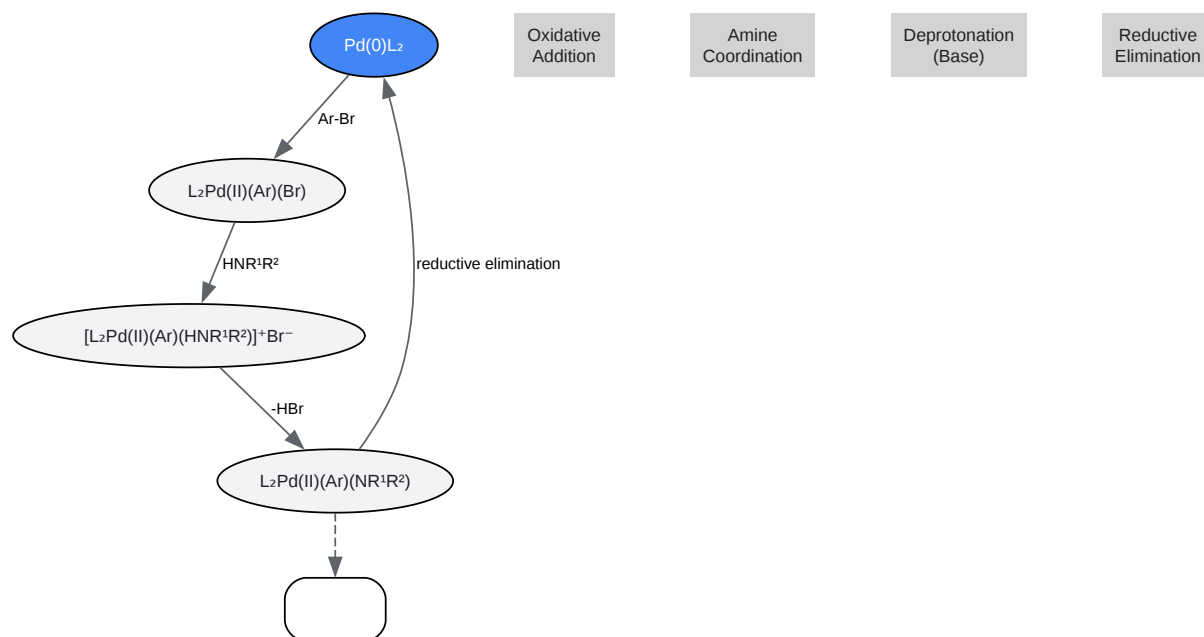 Pd(0)L₂
Oxidative
Addition
Amine
Coordination
Deprotonation
(Base)
Reductive
Elimination
Ar-Br
L₂Pd(II)(Ar)(Br)
HNR¹R²
reductive elimination
[L₂Pd(II)(Ar)(HNR¹R²)]⁺Br⁻
-HBr
L₂Pd(II)(Ar)(NR¹R²)